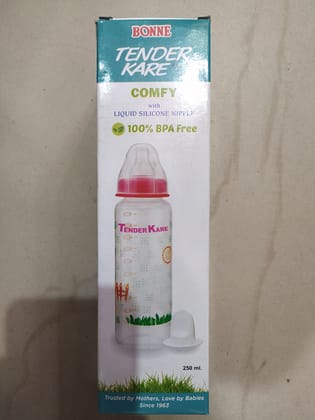 BONNE
TENDER
KARE
COMFY
with
LIQUID SILICONE NIPPLE
100% BPA Free
TENDER KARE
250 ml.
Trusted by Mothers, Love by Babies
Since 1963